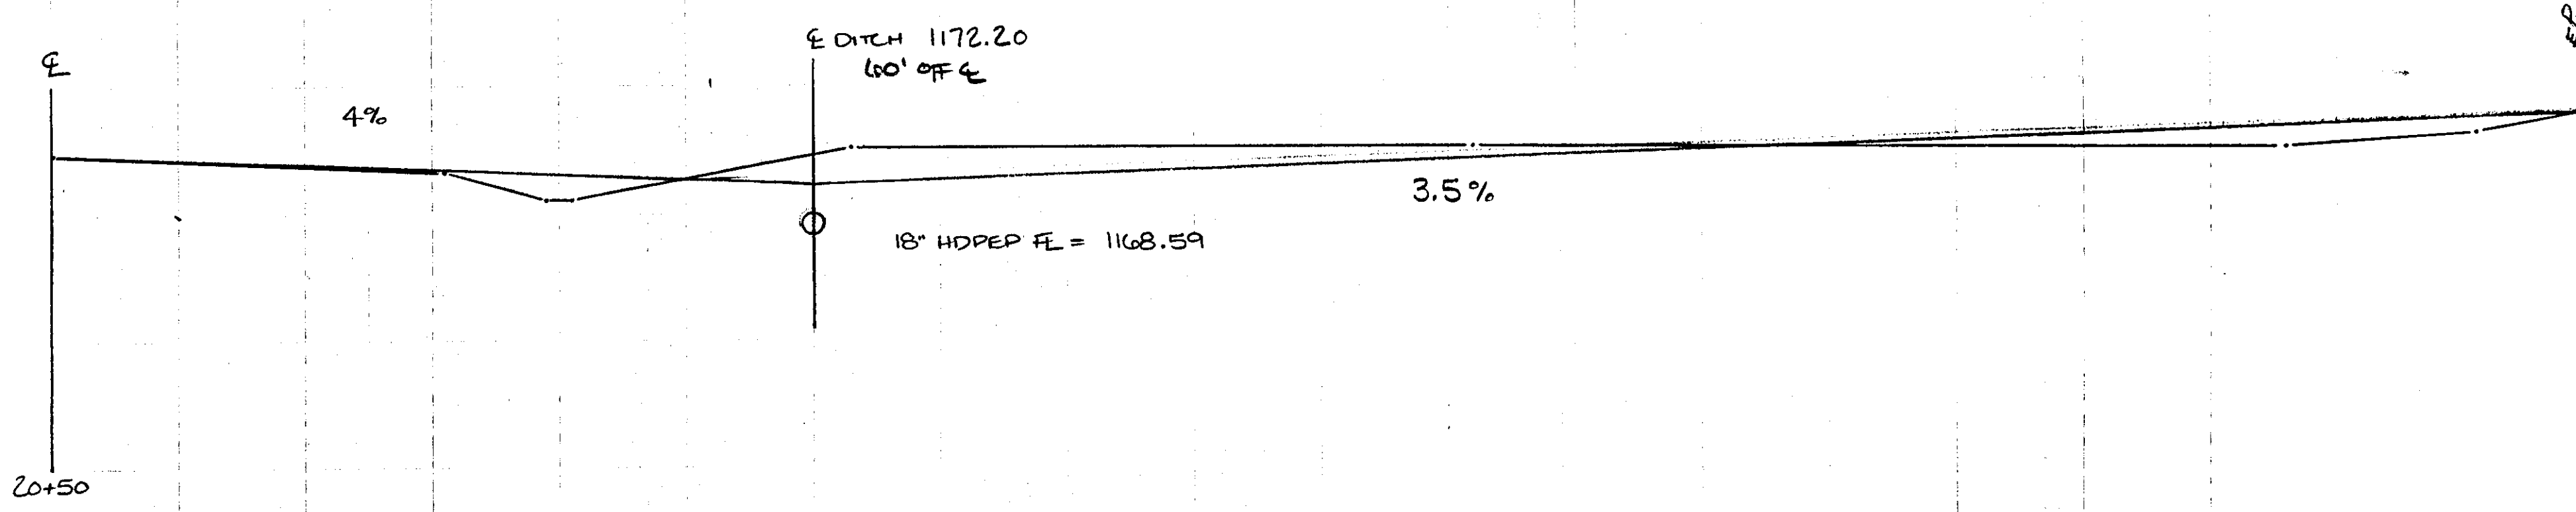 ℄
℄ DITCH 1172.20
60' OFF ℄
4%
3.5%
18" HDPEP FL = 1168.59
20+50